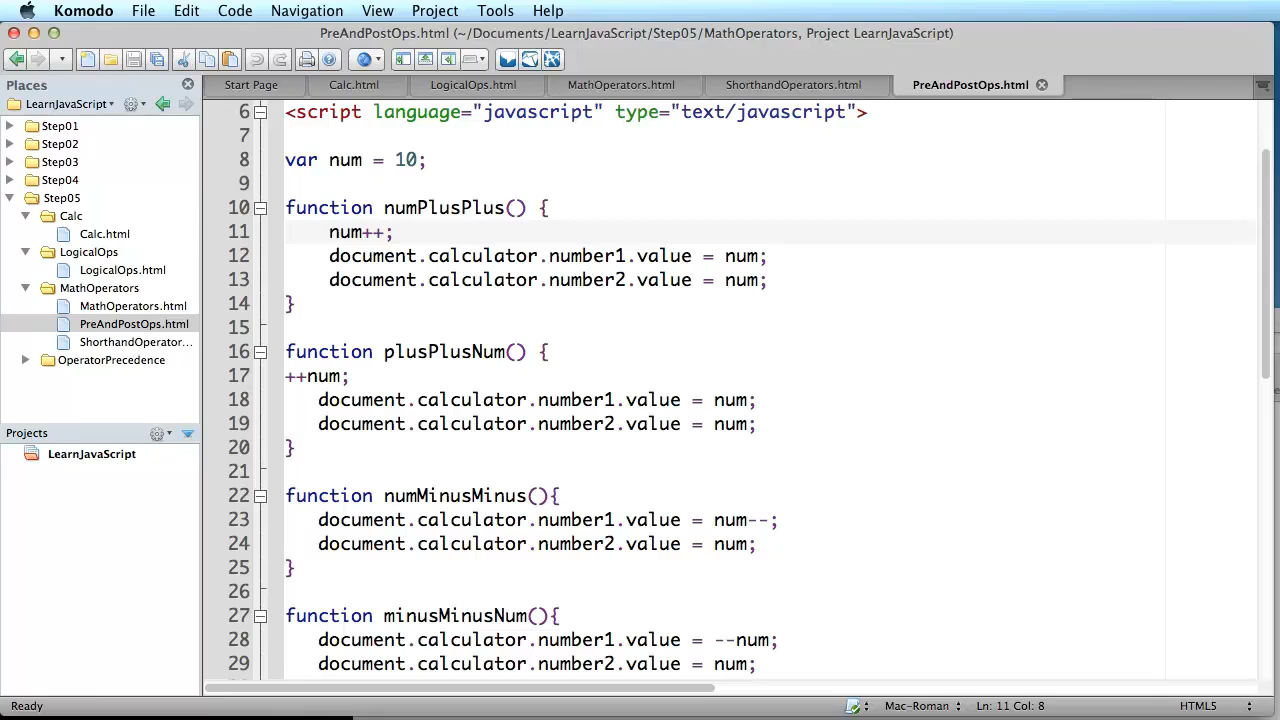 Komodo File Edit Code Navigation View Project Tools Help
PreAndPostOps.html (~/Documents/LearnJavaScript/Step05/MathOperators, Project LearnJavaScript)
Places
Start Page Calc.html LogicalOps.html MathOperators.html ShorthandOperators.html PreAndPostOps.html
LearnJavaScript
Step01
Step02
Step03
Step04
Step05
Calc
Calc.html
LogicalOps
LogicalOps.html
MathOperators
MathOperators.html
PreAndPostOps.html
ShorthandOperator...
OperatorPrecedence
Projects
LearnJavaScript
6 <script language="javascript" type="text/javascript">
7
8 var num = 10;
9
10 function numPlusPlus() {
11 num++;
12 document.calculator.number1.value = num;
13 document.calculator.number2.value = num;
14 }
15
16 function plusPlusNum() {
17 ++num;
18 document.calculator.number1.value = num;
19 document.calculator.number2.value = num;
20 }
21
22 function numMinusMinus(){
23 document.calculator.number1.value = num--;
24 document.calculator.number2.value = num;
25 }
26
27 function minusMinusNum(){
28 document.calculator.number1.value = --num;
29 document.calculator.number2.value = num;
Ready Mac-Roman Ln: 11 Col: 8 HTML5